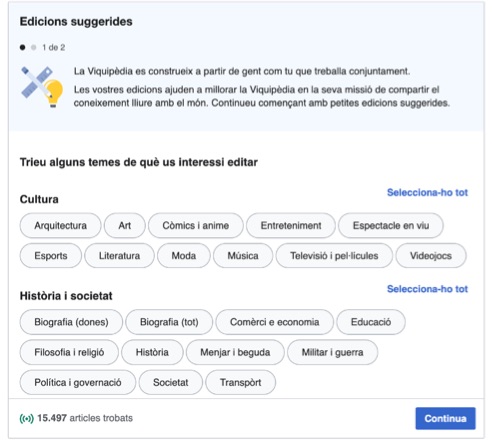 Edicions suggerides
1 de 2
La Viquipèdia es construeix a partir de gent com tu que treballa conjuntament.
Les vostres edicions ajuden a millorar la Viquipèdia en la seva missió de compartir el
coneixement lliure amb el món. Continueu començant amb petites edicions suggerides.
Trieu alguns temes de què us interessi editar
Cultura
Selecciona-ho tot
Arquitectura Art Còmics i anime Entreteniment Espectacle en viu
Esports Literatura Moda Música Televisió i pel·lícules Videojocs
Història i societat
Selecciona-ho tot
Biografia (dones) Biografia (tot) Comèrci e economia Educació
Filosofia i religió Història Menjar i beguda Militar i guerra
Política i governació Societat Transpòrt
15.497 articles trobats
Continua